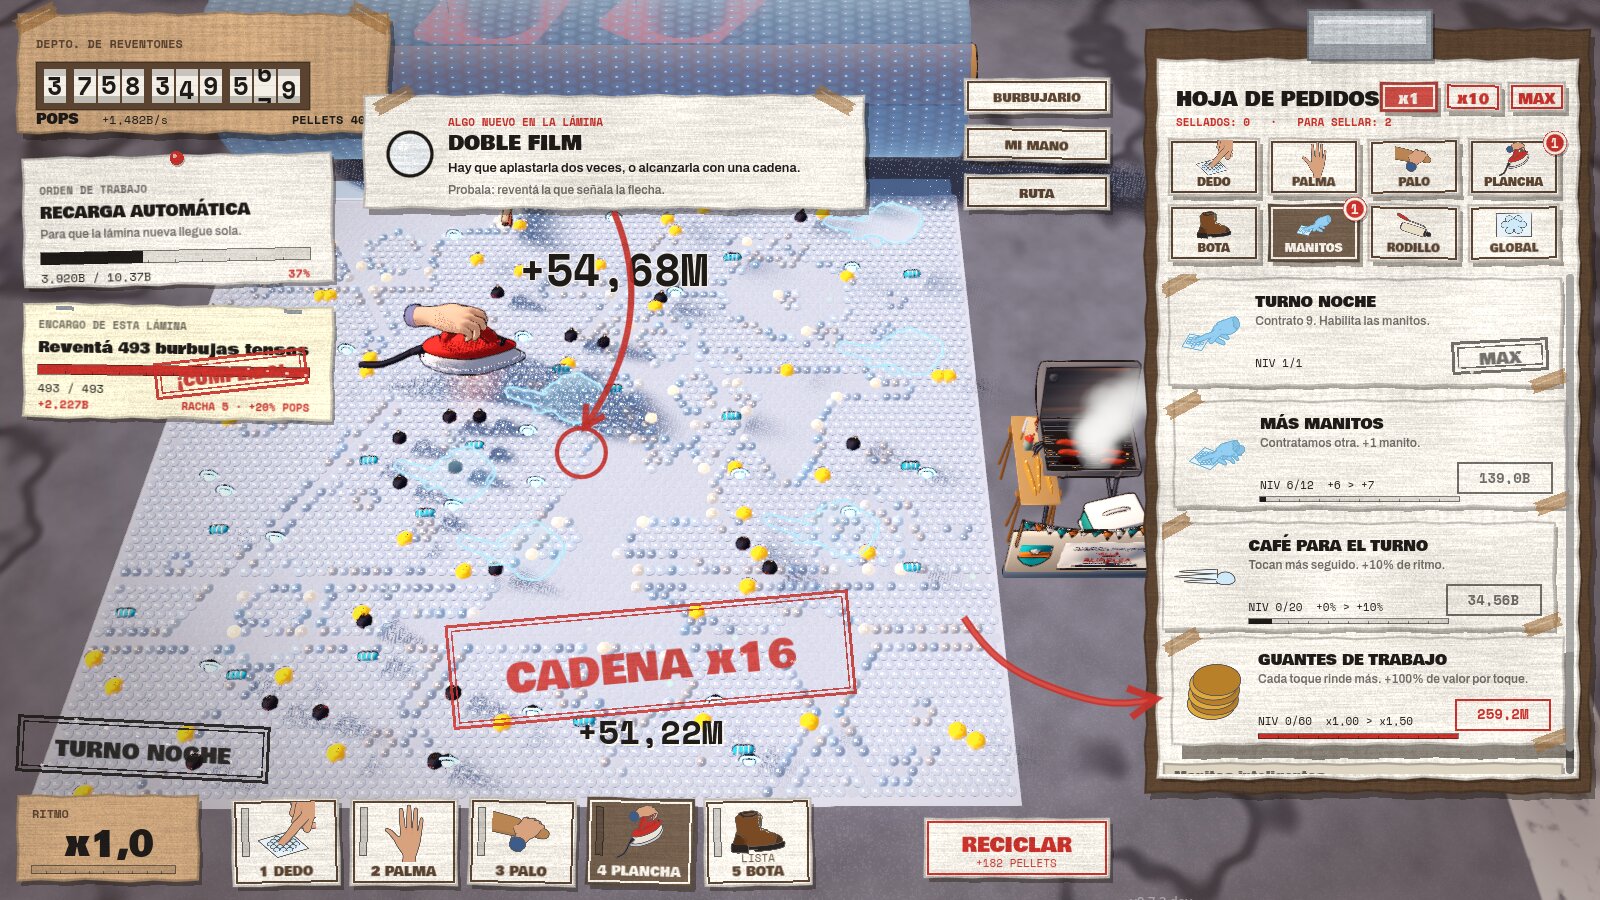 DEPTO. DE REVENTONES
3 758 349 5 9
POPS +1,482B/s PELLETS 40
ORDEN DE TRABAJO
RECARGA AUTOMÁTICA
Para que la lámina nueva llegue sola.
3,920B / 10,37B 37%
ENCARGO DE ESTA LÁMINA
Reventá 493 burbujas tensas
493 / 493
+2,227B RACHA 5 · +20% POPS
ALGO NUEVO EN LA LÁMINA
DOBLE FILM
Hay que aplastarla dos veces, o alcanzarla con una cadena.
Probala: reventá la que señala la flecha.
+54,68M
CADENA x16
+51,22M
TURNO NOCHE
RITMO
x1,0
1 DEDO
2 PALMA
3 PALO
4 PLANCHA
LISTA
5 BOTA
RECICLAR
+182 PELLETS
BURBUJARIO
MI MANO
RUTA
HOJA DE PEDIDOS x1 x10 MAX
SELLADOS: 0 · PARA SELLAR: 2
DEDO
PALMA
PALO
PLANCHA
1
BOTA
MANITOS
1
RODILLO
GLOBAL
TURNO NOCHE
Contrato 9. Habilita las manitos.
NIV 1/1
MAX
MÁS MANITOS
Contratamos otra. +1 manito.
NIV 6/12 +6 > +7
139,0B
CAFÉ PARA EL TURNO
Tocan más seguido. +10% de ritmo.
NIV 0/20 +0% > +10%
34,56B
GUANTES DE TRABAJO
Cada toque rinde más. +100% de valor por toque.
NIV 0/60 x1,00 > x1,50
259,2M